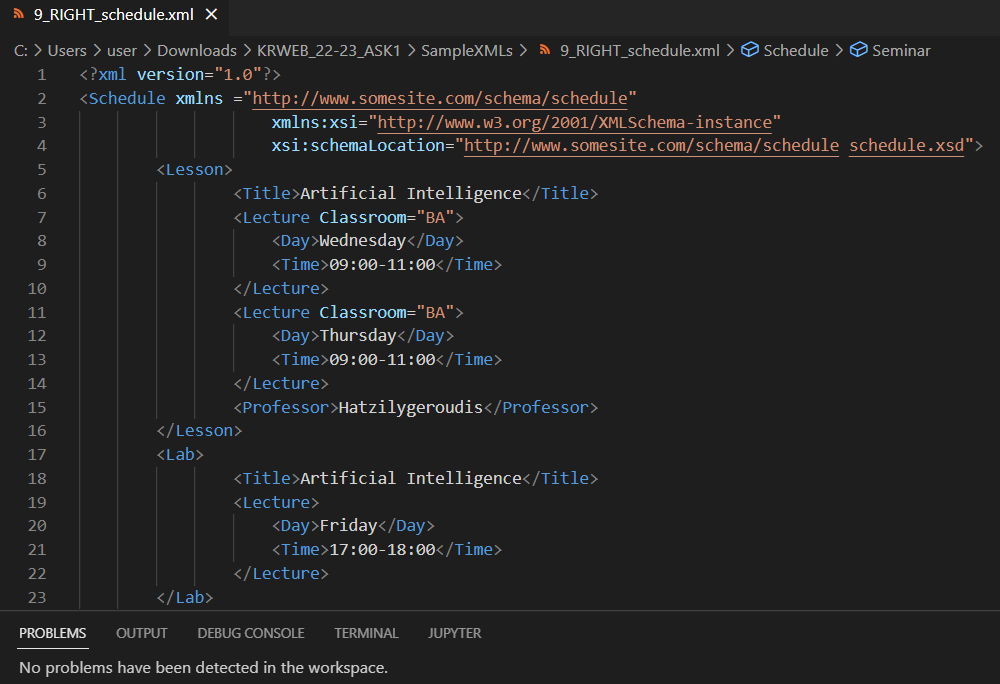 9_RIGHT_schedule.xml
C: > Users > user > Downloads > KRWEB_22-23_ASK1 > SampleXMLs > 9_RIGHT_schedule.xml > Schedule > Seminar
1 <?xml version="1.0"?>
2 <Schedule xmlns ="http://www.somesite.com/schema/schedule"
3 xmlns:xsi="http://www.w3.org/2001/XMLSchema-instance"
4 xsi:schemaLocation="http://www.somesite.com/schema/schedule schedule.xsd">
5 <Lesson>
6 <Title>Artificial Intelligence</Title>
7 <Lecture Classroom="BA">
8 <Day>Wednesday</Day>
9 <Time>09:00-11:00</Time>
10 </Lecture>
11 <Lecture Classroom="BA">
12 <Day>Thursday</Day>
13 <Time>09:00-11:00</Time>
14 </Lecture>
15 <Professor>Hatzilygeroudis</Professor>
16 </Lesson>
17 <Lab>
18 <Title>Artificial Intelligence</Title>
19 <Lecture>
20 <Day>Friday</Day>
21 <Time>17:00-18:00</Time>
22 </Lecture>
23 </Lab>
PROBLEMS OUTPUT DEBUG CONSOLE TERMINAL JUPYTER
No problems have been detected in the workspace.